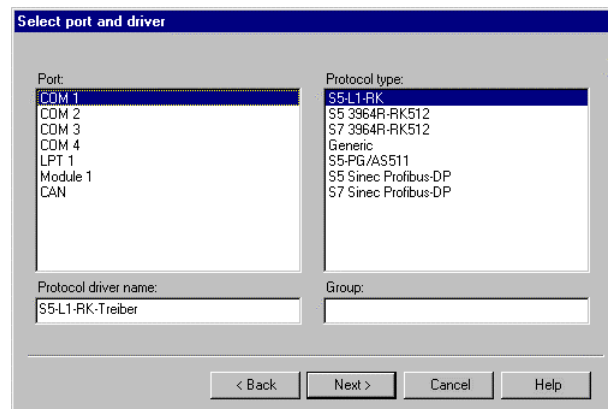 Select port and driver
Port:
COM 1
COM 2
COM 3
COM 4
LPT 1
Module 1
CAN
Protocol type:
S5-L1-RK
S5 3964R-RK512
S7 3964R-RK512
Generic
S5-PG/AS511
S5 Sinec Profibus-DP
S7 Sinec Profibus-DP
Protocol driver name:
S5-L1-RK-Treiber
Group:
< Back
Next >
Cancel
Help